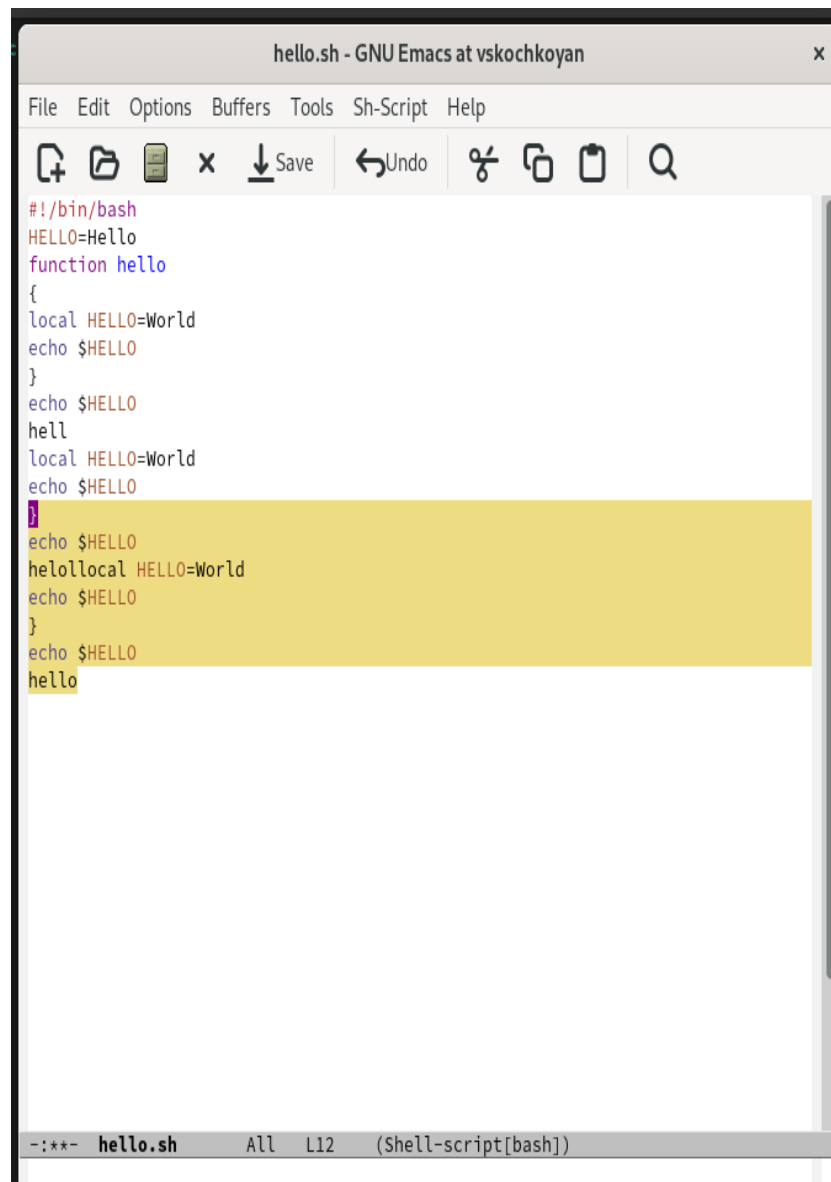 hello.sh - GNU Emacs at vskochkoyan
File Edit Options Buffers Tools Sh-Script Help
Save Undo
#!/bin/bash
HELLO=Hello
function hello
{
local HELLO=World
echo $HELLO
}
echo $HELLO
hell
local HELLO=World
echo $HELLO
}
echo $HELLO
helollocal HELLO=World
echo $HELLO
}
echo $HELLO
hello
-:**- hello.sh All L12 (Shell-script[bash])